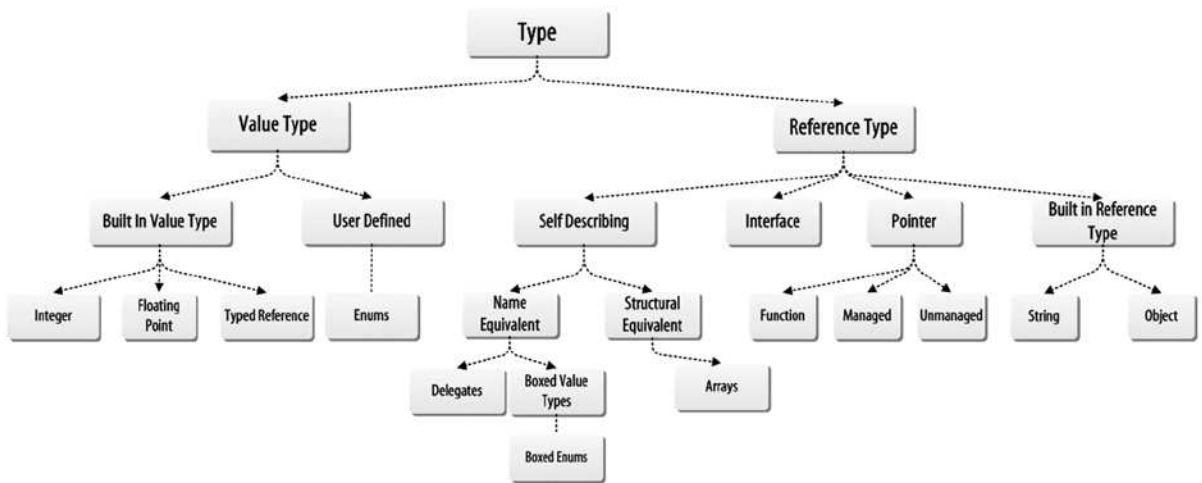 Type
Value Type
Reference Type
Built In Value Type
User Defined
Self Describing
Interface
Pointer
Built in Reference
Type
Integer
Floating
Point
Typed Reference
Enums
Name
Equivalent
Structural
Equivalent
Function
Managed
Unmanaged
String
Object
Delegates
Boxed Value
Types
Arrays
Boxed Enums